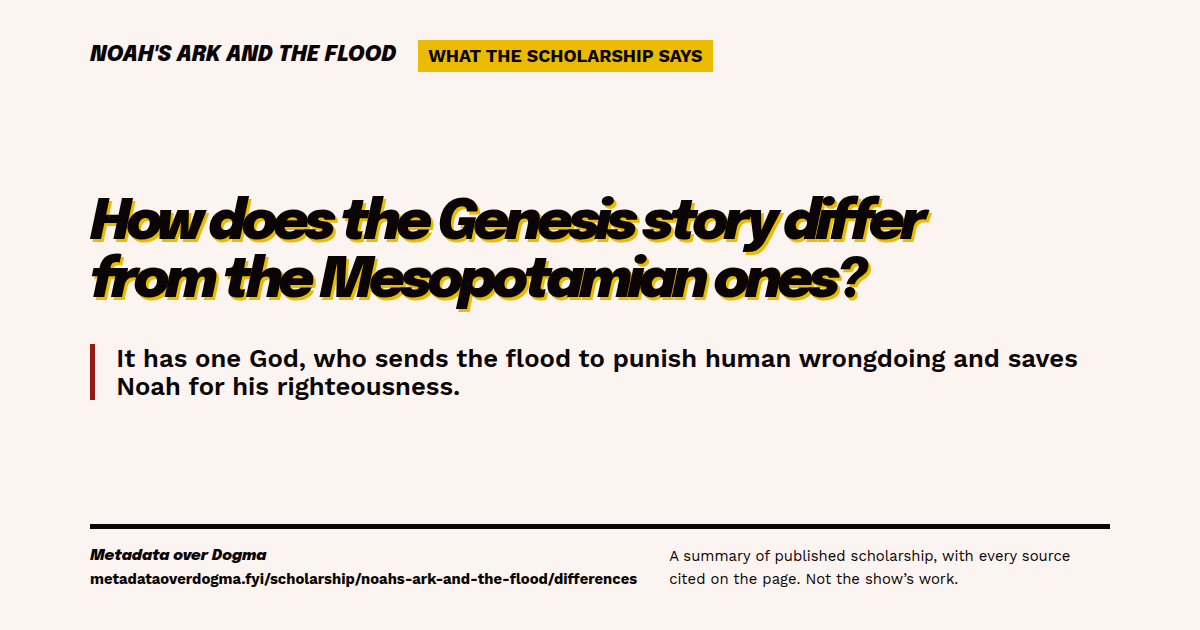 NOAH'S ARK AND THE FLOOD
WHAT THE SCHOLARSHIP SAYS
How does the Genesis story differ
from the Mesopotamian ones?
It has one God, who sends the flood to punish human wrongdoing and saves
Noah for his righteousness.
Metadata over Dogma
metadataoverdogma.fyi/scholarship/noahs-ark-and-the-flood/differences
A summary of published scholarship, with every source
cited on the page. Not the show’s work.